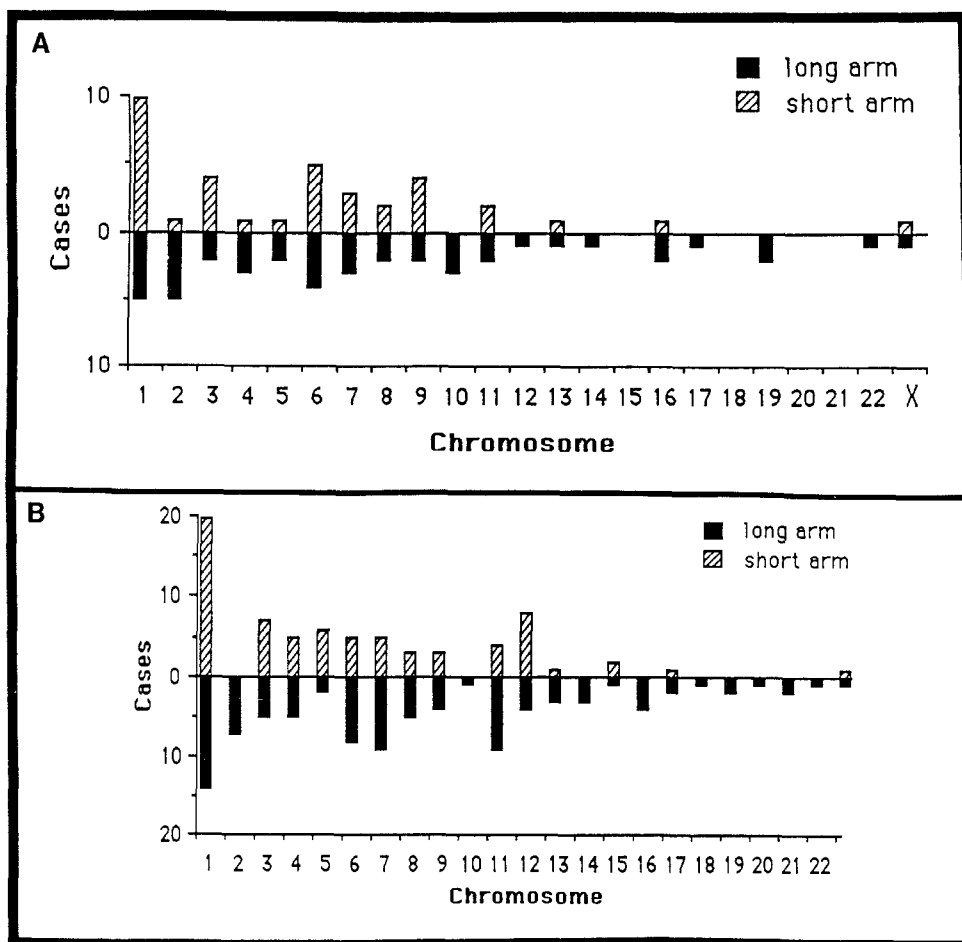 A
long arm
short arm
10
0
10
Cases
1 2 3 4 5 6 7 8 9 10 11 12 13 14 15 16 17 18 19 20 21 22 X
Chromosome
B
long arm
short arm
20
10
0
10
20
Cases
1 2 3 4 5 6 7 8 9 10 11 12 13 14 15 16 17 18 19 20 21 22
Chromosome